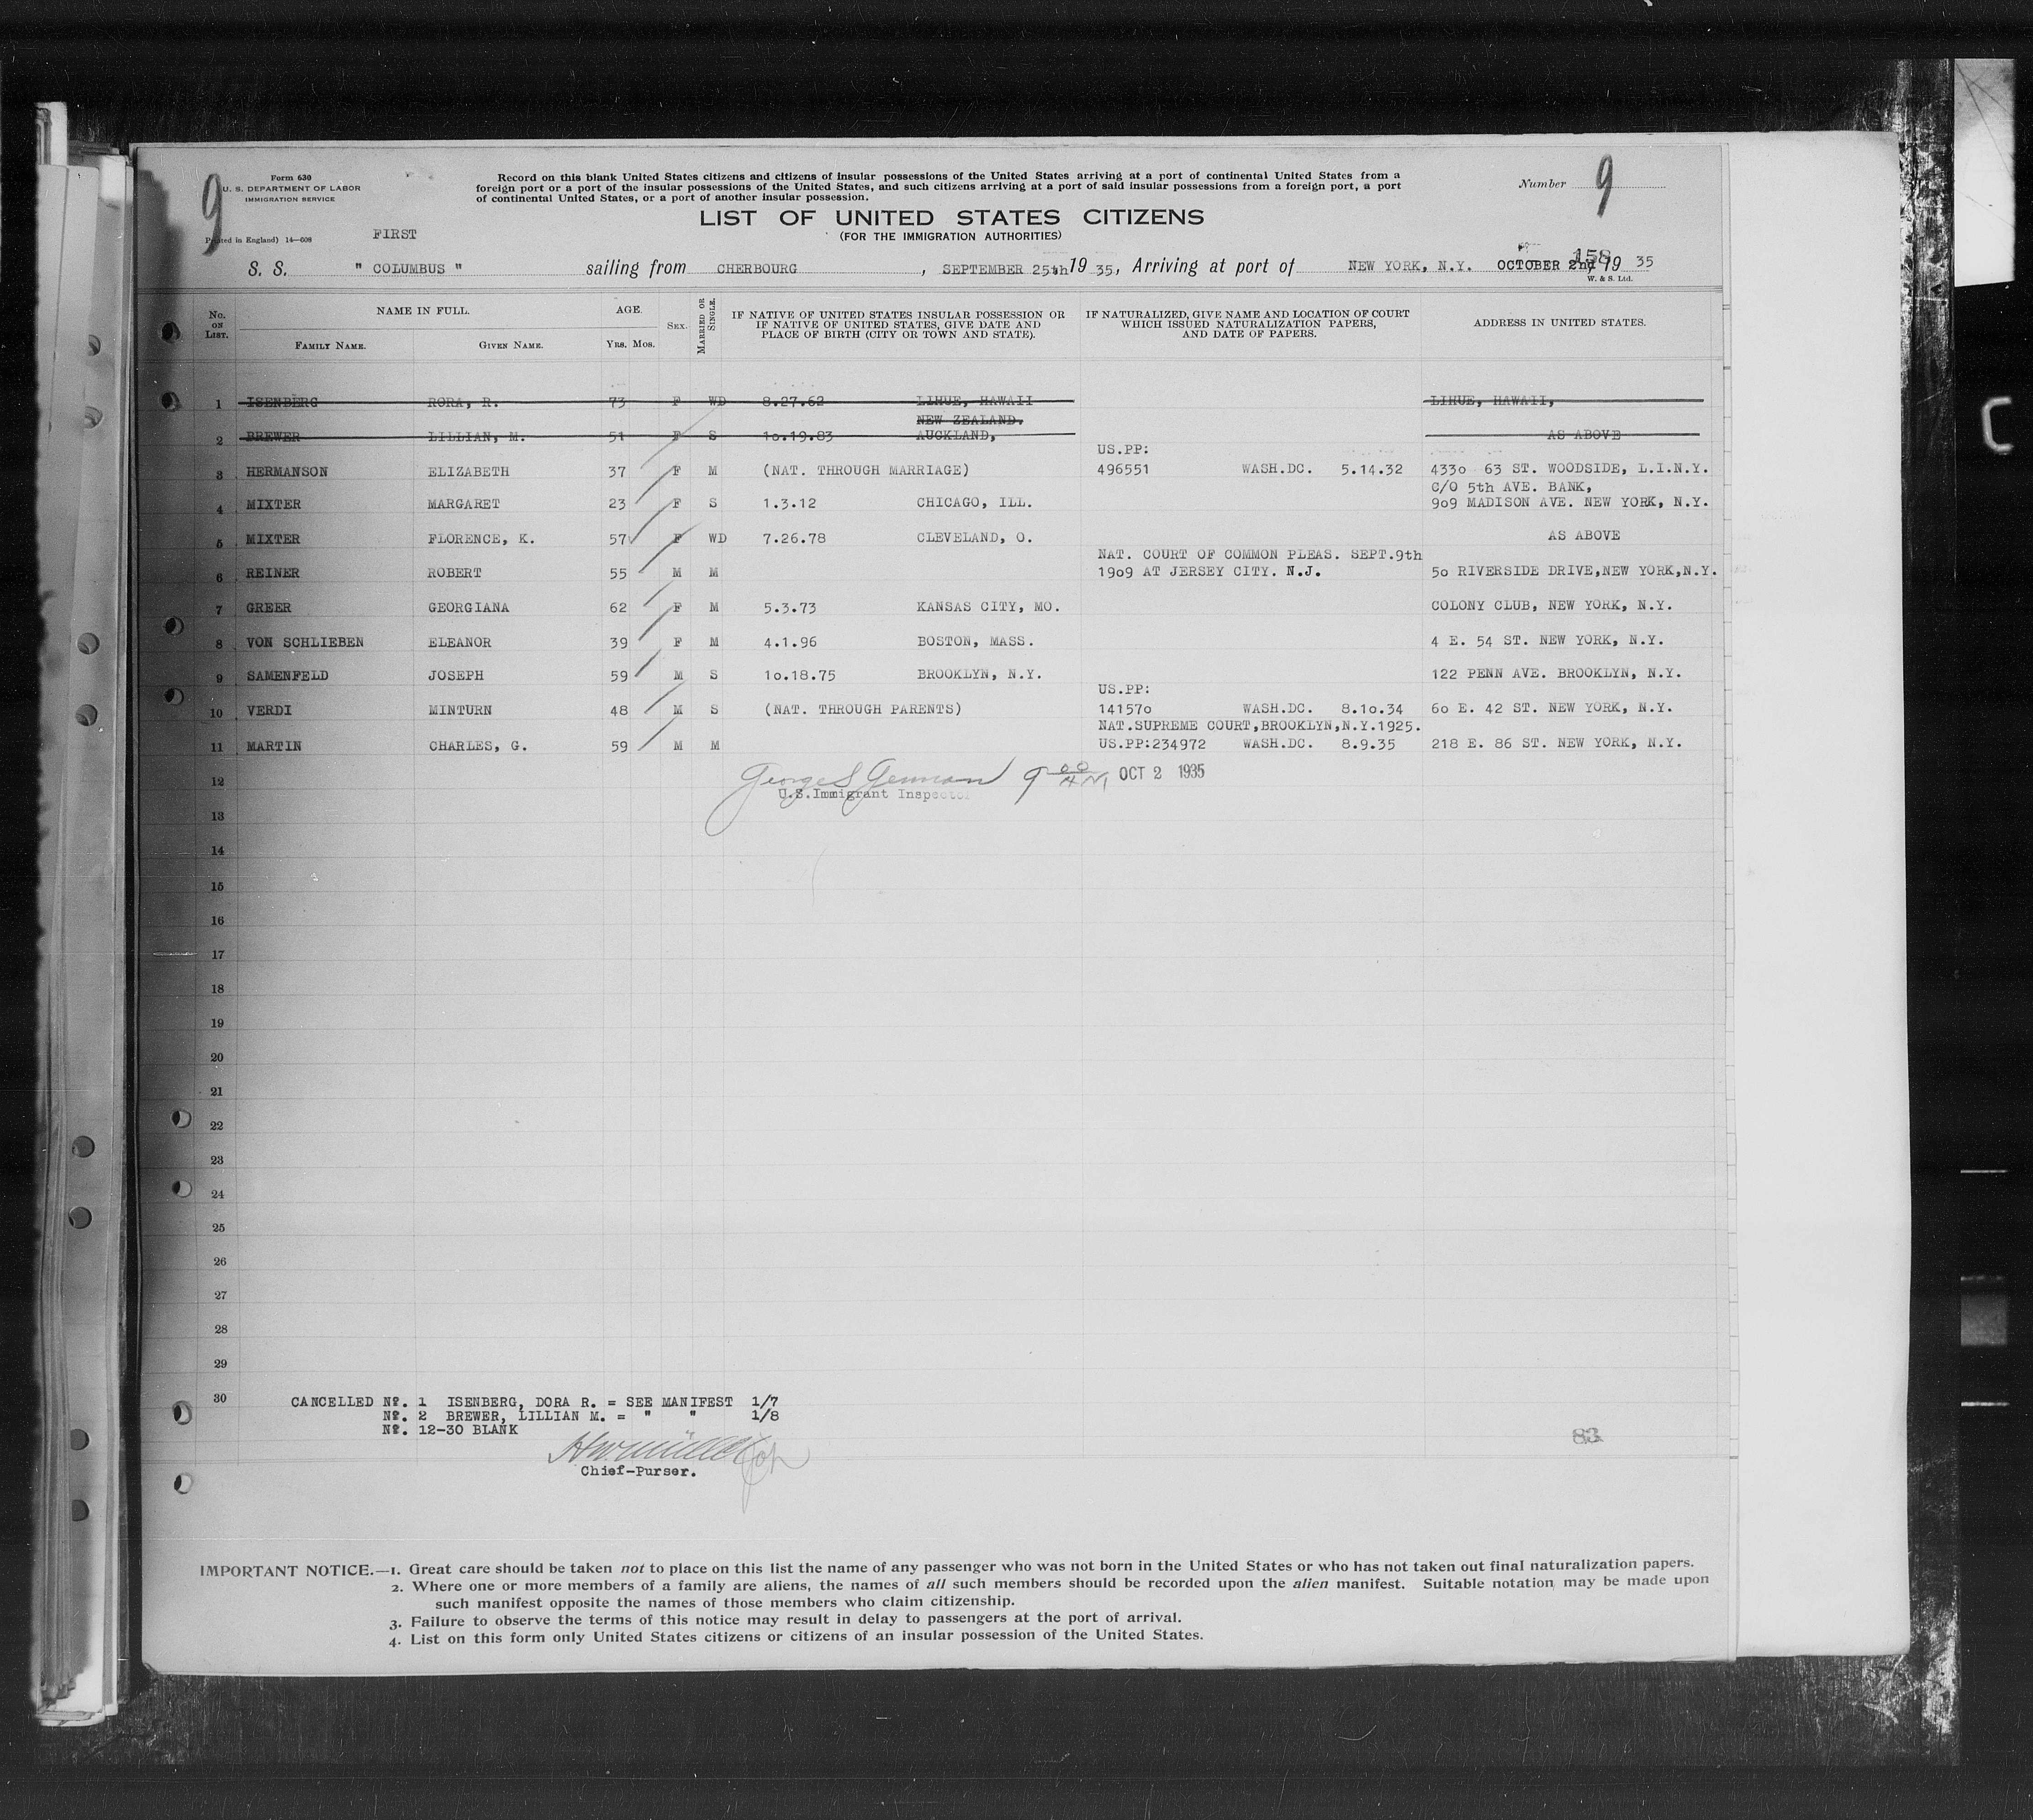 9
Form 630
U. S. DEPARTMENT OF LABOR
IMMIGRATION SERVICE
(Printed in England) 14—608
Record on this blank United States citizens and citizens of insular possessions of the United States arriving at a port of continental United States from a
foreign port or a port of the insular possessions of the United States, and such citizens arriving at a port of said insular possessions from a foreign port, a port
of continental United States, or a port of another insular possession.
Number 9
LIST OF UNITED STATES CITIZENS
(FOR THE IMMIGRATION AUTHORITIES)
FIRST
158
S. S. " COLUMBUS " sailing from CHERBOURG , SEPTEMBER 25th 19 35, Arriving at port of NEW YORK, N.Y. OCTOBER 2nd 19 35
W. & S. Ltd.
No. ON LIST. NAME IN FULL. AGE. SEX. MARRIED OR SINGLE. IF NATIVE OF UNITED STATES INSULAR POSSESSION OR IF NATIVE OF UNITED STATES, GIVE DATE AND PLACE OF BIRTH (CITY OR TOWN AND STATE). IF NATURALIZED, GIVE NAME AND LOCATION OF COURT WHICH ISSUED NATURALIZATION PAPERS, AND DATE OF PAPERS. ADDRESS IN UNITED STATES.
FAMILY NAME. GIVEN NAME. YRS. MOS.
1 ISENBERG RORA, R. 73 F WD 8.27.62 LIHUE, HAWAII LIHUE, HAWAII,
NEW ZEALAND.
2 BREWER LILLIAN, M. 51 F S 10.19.83 AUCKLAND, AS ABOVE
US.PP:
3 HERMANSON ELIZABETH 37 F M (NAT. THROUGH MARRIAGE) 496551 WASH.DC. 5.14.32 4330 63 ST. WOODSIDE, L.I.N.Y.
C/O 5th AVE. BANK,
4 MIXTER MARGARET 23 F S 1.3.12 CHICAGO, ILL. 909 MADISON AVE. NEW YORK, N.Y.
5 MIXTER FLORENCE, K. 57 F WD 7.26.78 CLEVELAND, O. AS ABOVE
NAT. COURT OF COMMON PLEAS. SEPT.9th
6 REINER ROBERT 55 M M 1909 AT JERSEY CITY. N.J. 50 RIVERSIDE DRIVE,NEW YORK,N.Y.
7 GREER GEORGIANA 62 F M 5.3.73 KANSAS CITY, MO. COLONY CLUB, NEW YORK, N.Y.
8 VON SCHLIEBEN ELEANOR 39 F M 4.1.96 BOSTON, MASS. 4 E. 54 ST. NEW YORK, N.Y.
9 SAMENFELD JOSEPH 59 M S 10.18.75 BROOKLYN, N.Y. 122 PENN AVE. BROOKLYN, N.Y.
US.PP:
10 VERDI MINTURN 48 M S (NAT. THROUGH PARENTS) 141570 WASH.DC. 8.10.34 60 E. 42 ST. NEW YORK, N.Y.
NAT.SUPREME COURT,BROOKLYN,N.Y.1925.
11 MARTIN CHARLES, G. 59 M M US.PP:234972 WASH.DC. 8.9.35 218 E. 86 ST. NEW YORK, N.Y.
12 George S 9 00 AM OCT 2 1935
U.S.Immigrant Inspector
13
14
15
16
17
18
19
20
21
22
23
24
25
26
27
28
29
30
CANCELLED Nº. 1 ISENBERG, DORA R. = SEE MANIFEST 1/7
Nº. 2 BREWER, LILLIAN M. = " " 1/8
Nº. 12-30 BLANK
83
Chief-Purser.
IMPORTANT NOTICE.—1. Great care should be taken not to place on this list the name of any passenger who was not born in the United States or who has not taken out final naturalization papers.
2. Where one or more members of a family are aliens, the names of all such members should be recorded upon the alien manifest. Suitable notation may be made upon
such manifest opposite the names of those members who claim citizenship.
3. Failure to observe the terms of this notice may result in delay to passengers at the port of arrival.
4. List on this form only United States citizens or citizens of an insular possession of the United States.
C